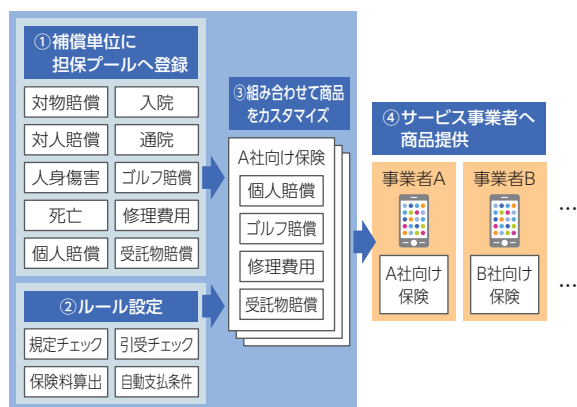 ①補償単位に
担保プールへ登録
対物賠償
入院
対人賠償
通院
人身傷害
ゴルフ賠償
死亡
修理費用
個人賠償
受託物賠償
②ルール設定
規定チェック
引受チェック
保険料算出
自動支払条件
③組み合わせて商品
をカスタマイズ
A社向け保険
個人賠償
ゴルフ賠償
修理費用
受託物賠償
④サービス事業者へ
商品提供
事業者A
事業者B
…
A社向け
保険
B社向け
保険
…